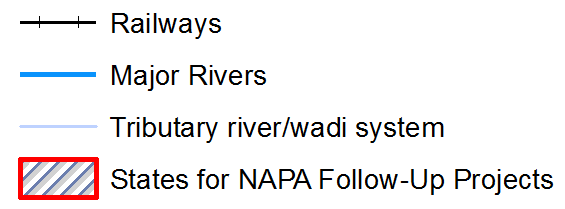 Railways
Major Rivers
Tributary river/wadi system
States for NAPA Follow-Up Projects